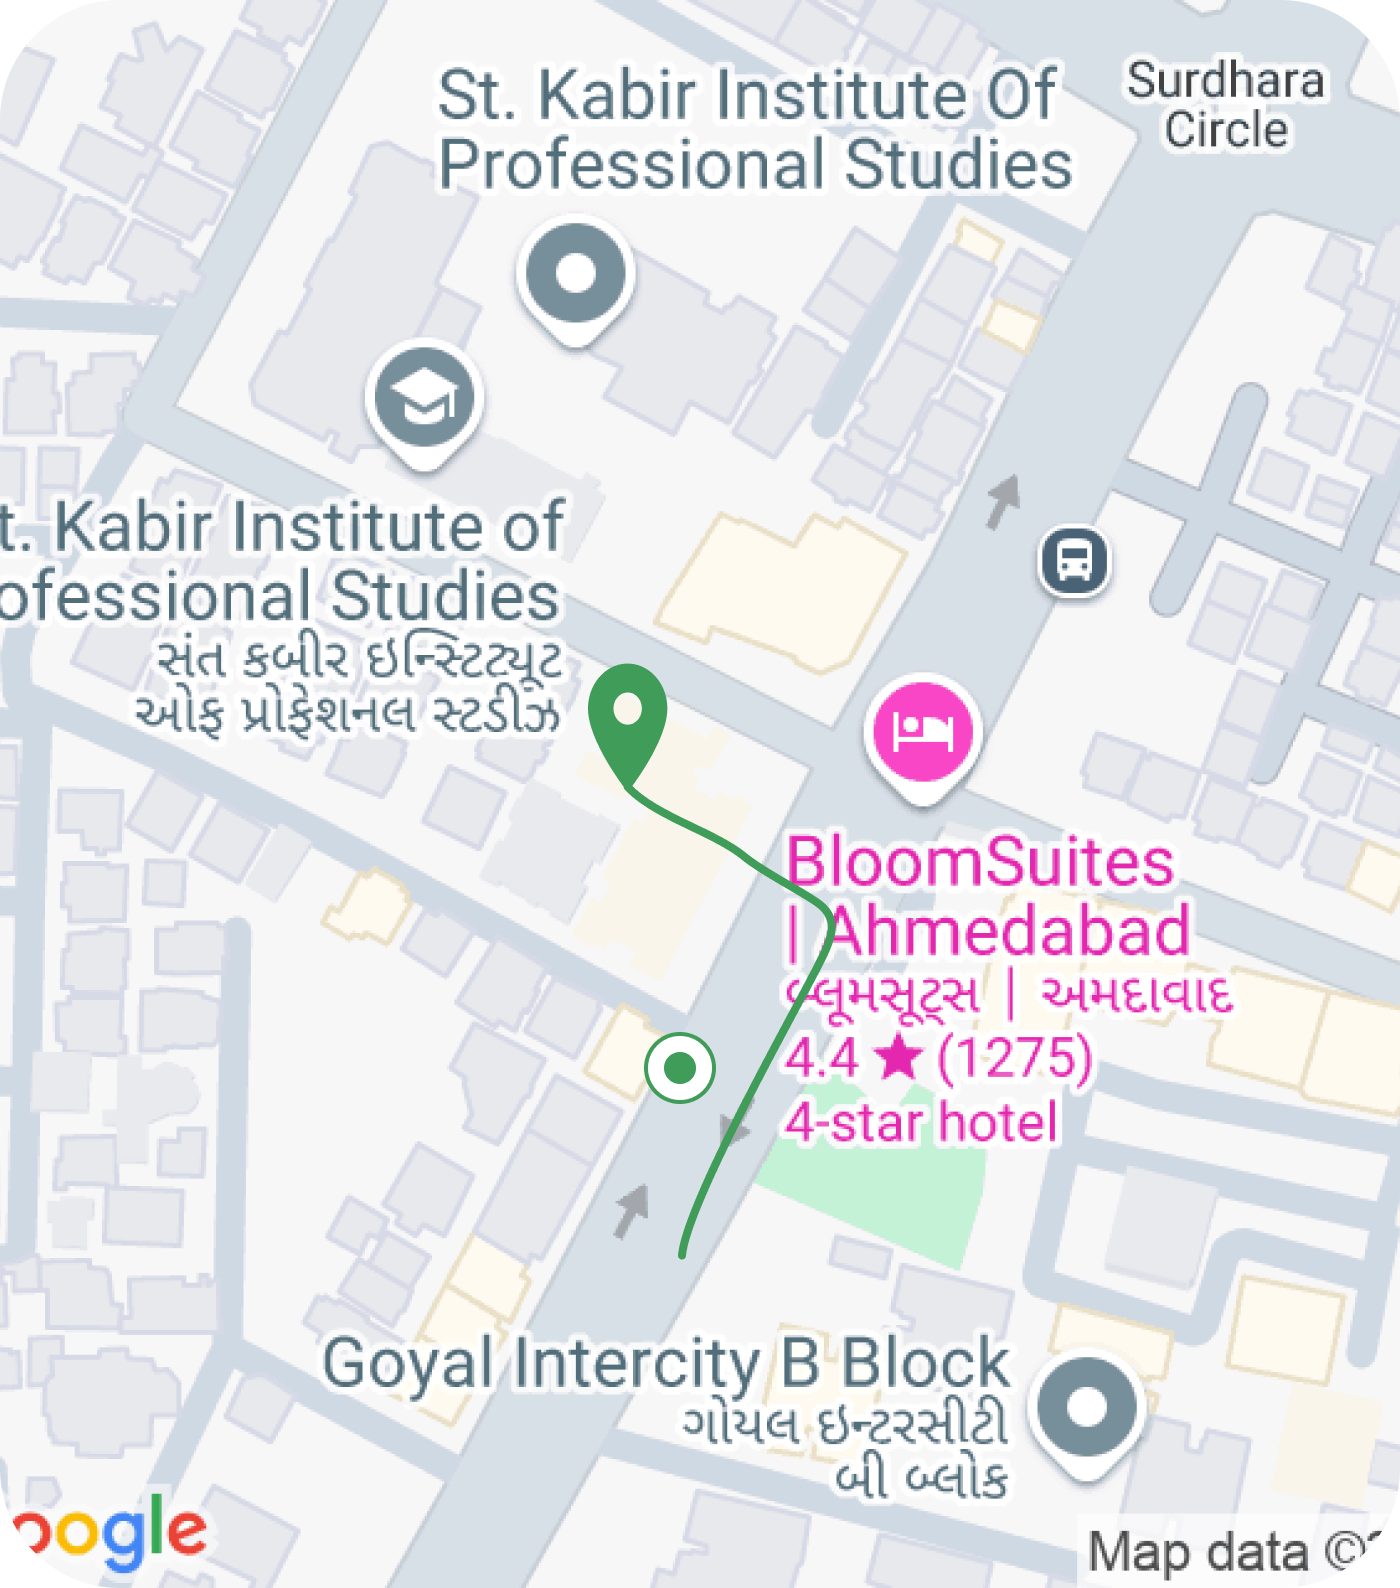 St. Kabir Institute Of
Professional Studies
Surdhara
Circle
t. Kabir Institute of
ofessional Studies
સંત કબીર ઇન્સ્ટિટ્યૂટ
ઓફ પ્રોફેશનલ સ્ટડીઝ
BloomSuites
| Ahmedabad
બ્લૂમસૂટ્સ | અમદાવાદ
4.4 ★ (1275)
4-star hotel
Goyal Intercity B Block
ગોયલ ઇન્ટરસીટી
બી બ્લોક
oogle
Map data ©